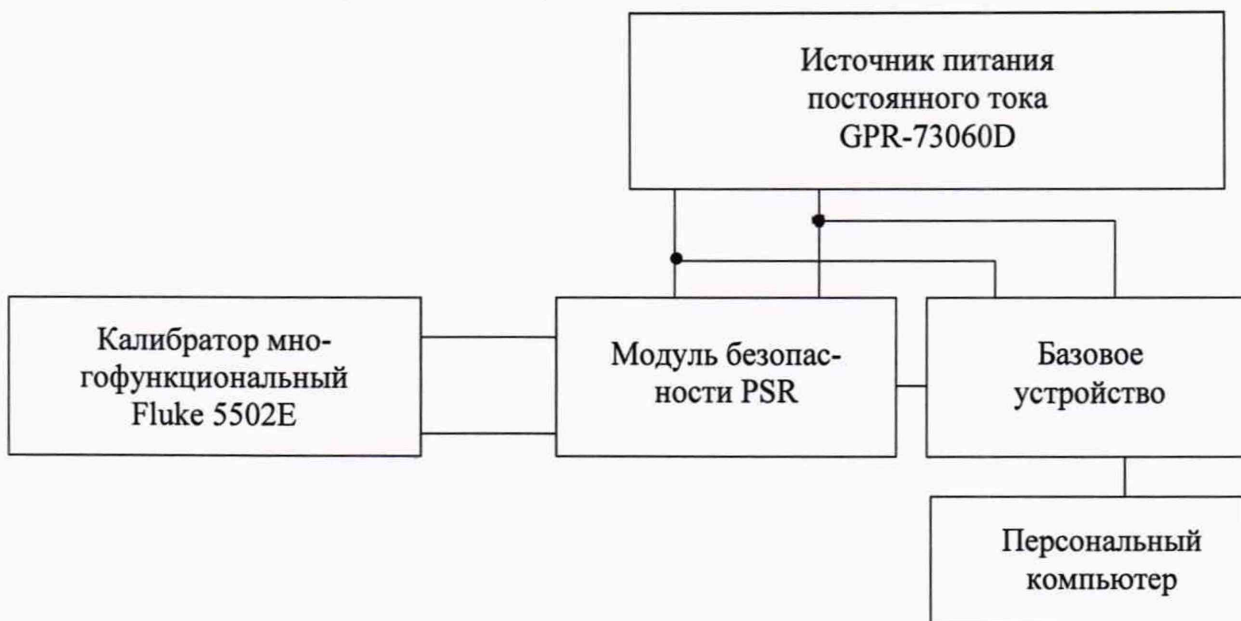 Источник питания
постоянного тока
GPR-73060D
Калибратор мно-
гофункциональный
Fluke 5502E
Модуль безопас-
ности PSR
Базовое
устройство
Персональный
компьютер